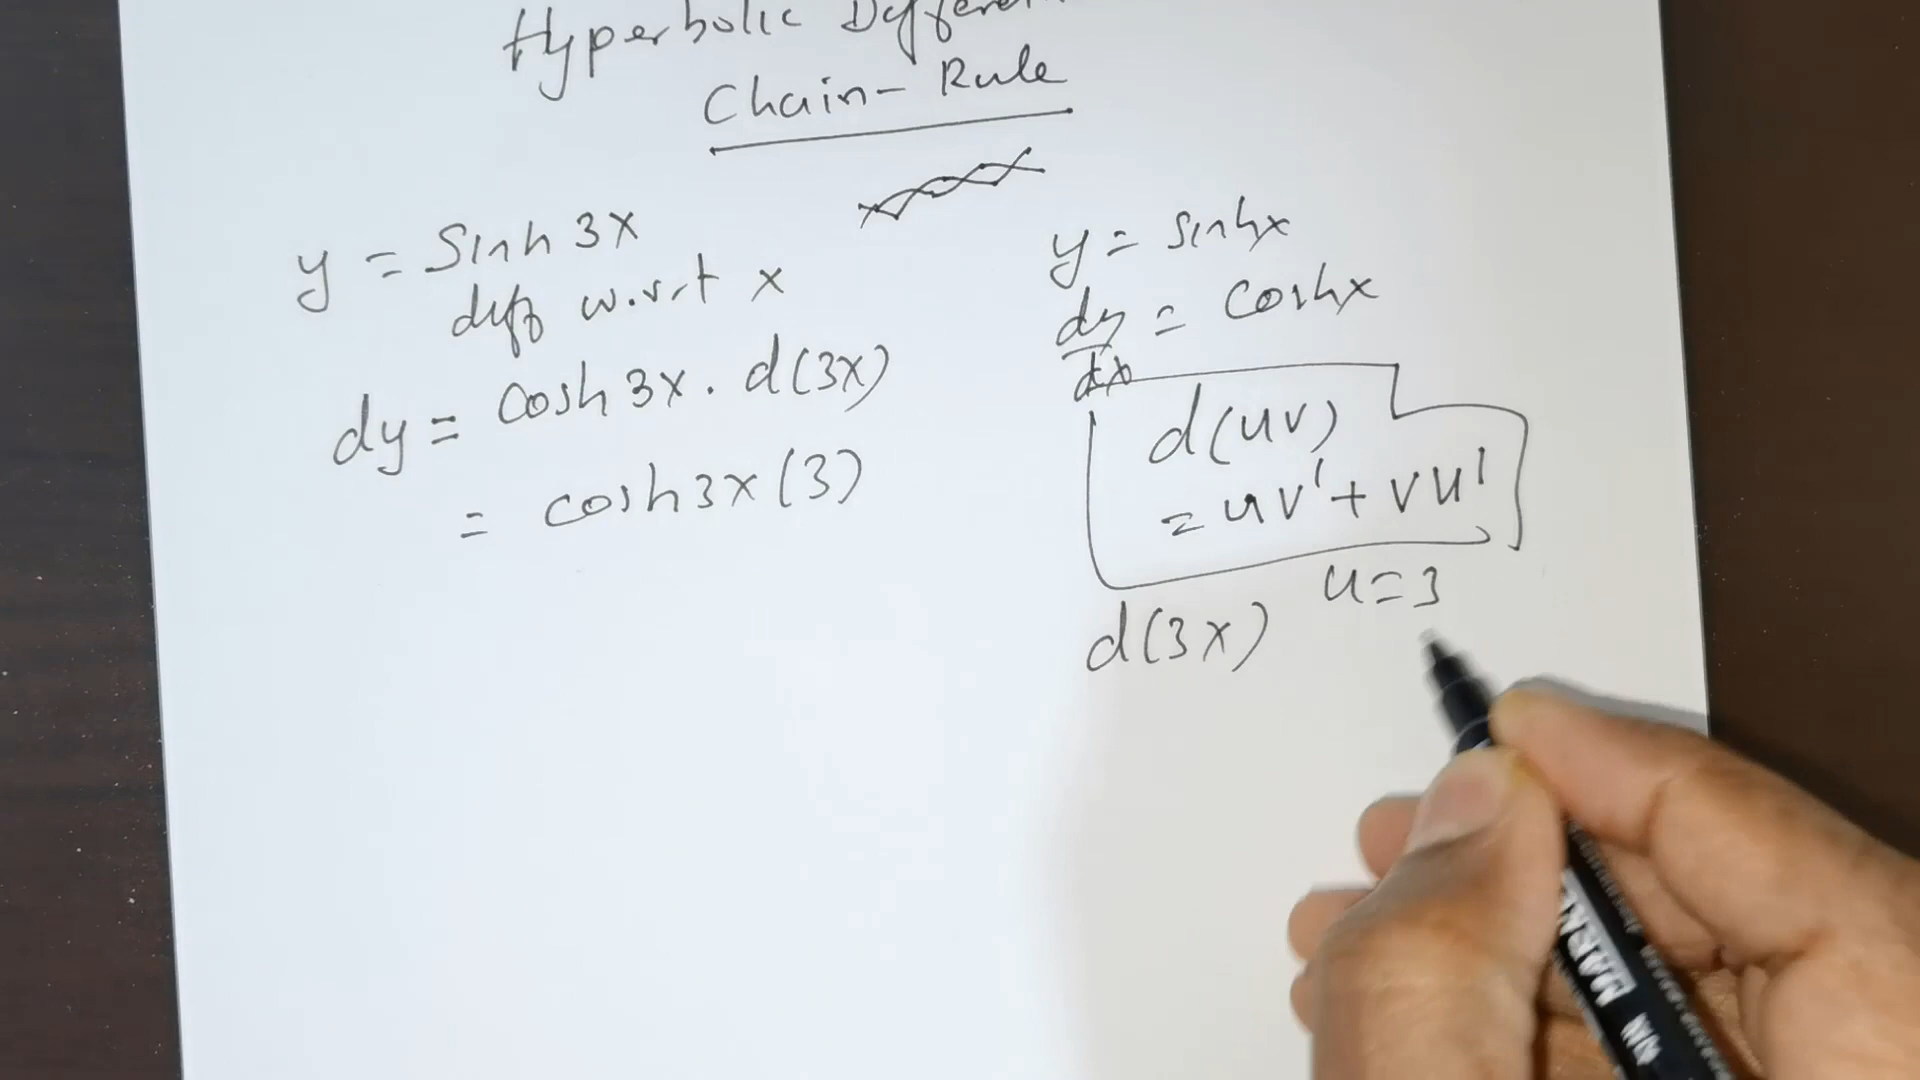 Hyperbolic
Chain-Rule
y = Sinh 3x
diff w.r.t x
dy = Cosh 3x . d(3x)
= cosh 3x (3)
y = sinhx
dy/dx = coshx
d(uv)
= uv' + vu'
u=3
d(3x)
MARK